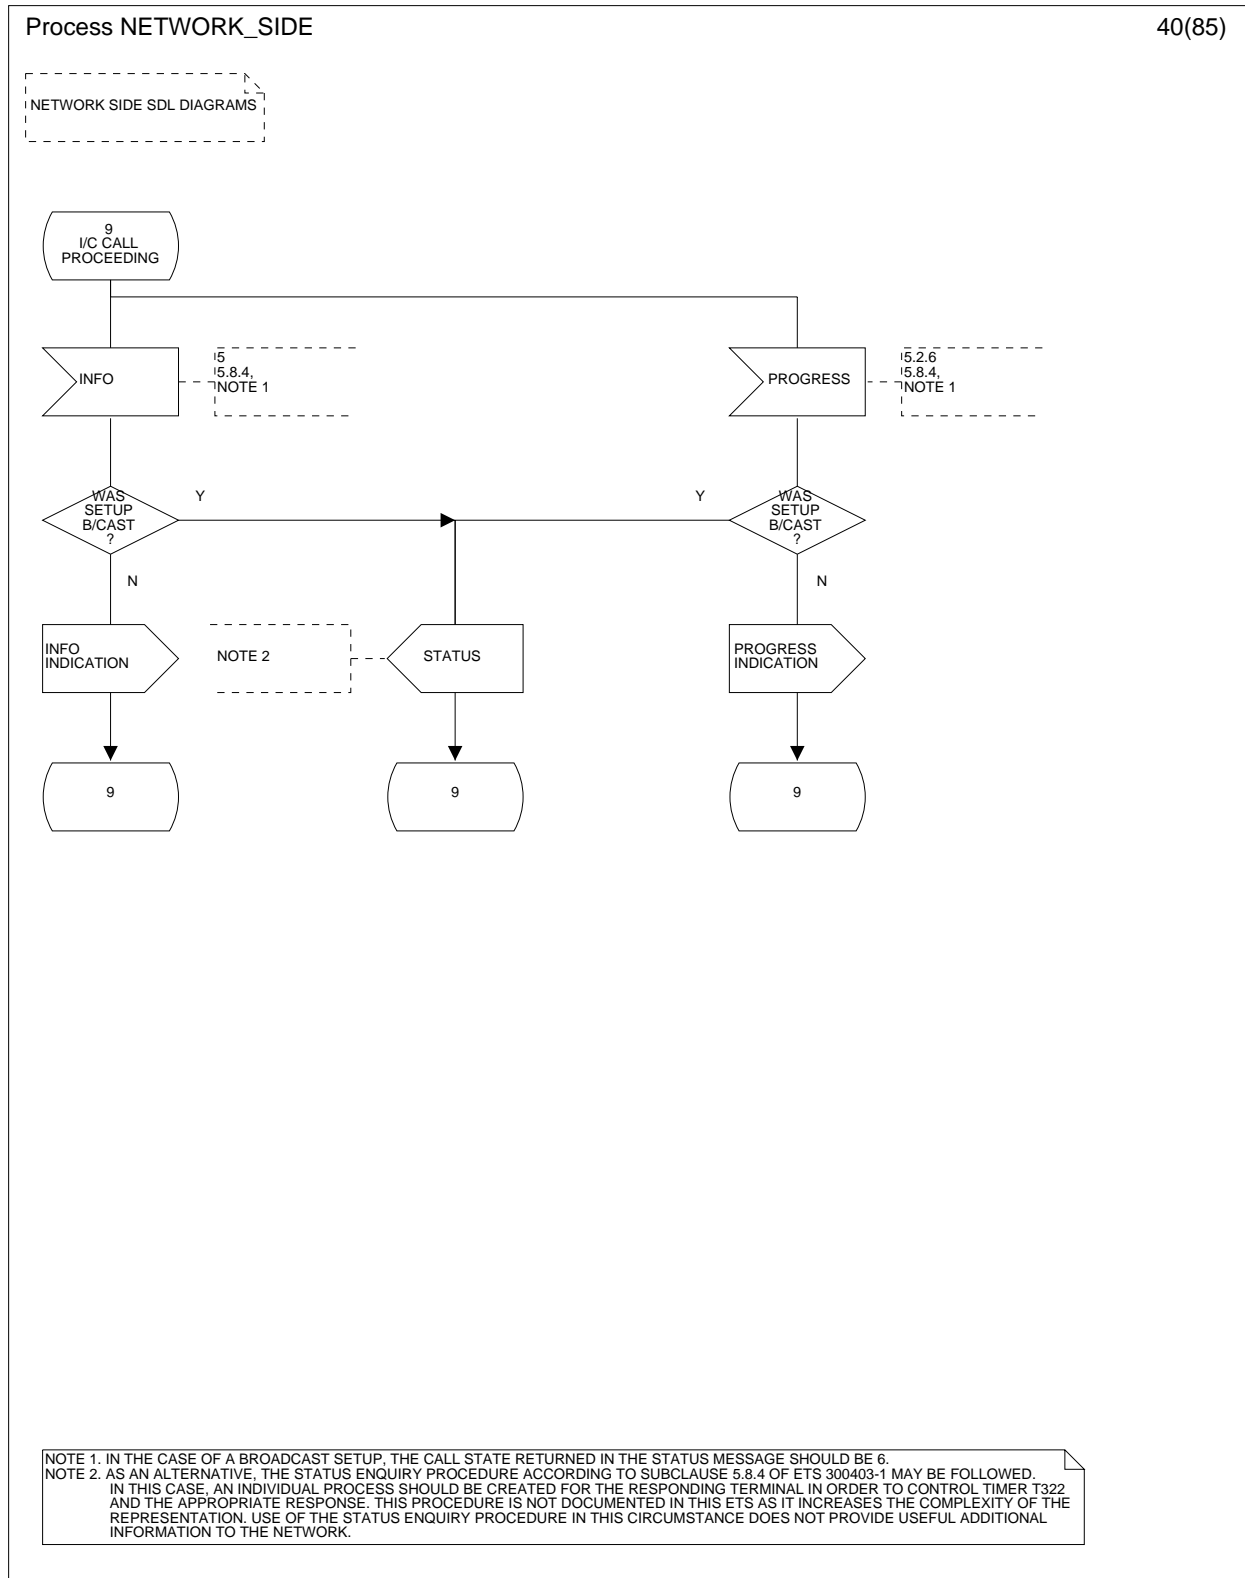 Process NETWORK_SIDE
40(85)
NETWORK SIDE SDL DIAGRAMS
9
I/C CALL
PROCEEDING
INFO
5
5.8.4,
NOTE 1
PROGRESS
5.2.6
5.8.4,
NOTE 1
WAS
SETUP
B/CAST
?
Y
Y
WAS
SETUP
B/CAST
?
N
N
INFO
INDICATION
NOTE 2
STATUS
PROGRESS
INDICATION
9
9
9
NOTE 1. IN THE CASE OF A BROADCAST SETUP, THE CALL STATE RETURNED IN THE STATUS MESSAGE SHOULD BE 6.
NOTE 2. AS AN ALTERNATIVE, THE STATUS ENQUIRY PROCEDURE ACCORDING TO SUBCLAUSE 5.8.4 OF ETS 300403-1 MAY BE FOLLOWED.
IN THIS CASE, AN INDIVIDUAL PROCESS SHOULD BE CREATED FOR THE RESPONDING TERMINAL IN ORDER TO CONTROL TIMER T322
AND THE APPROPRIATE RESPONSE. THIS PROCEDURE IS NOT DOCUMENTED IN THIS ETS AS IT INCREASES THE COMPLEXITY OF THE
REPRESENTATION. USE OF THE STATUS ENQUIRY PROCEDURE IN THIS CIRCUMSTANCE DOES NOT PROVIDE USEFUL ADDITIONAL
INFORMATION TO THE NETWORK.